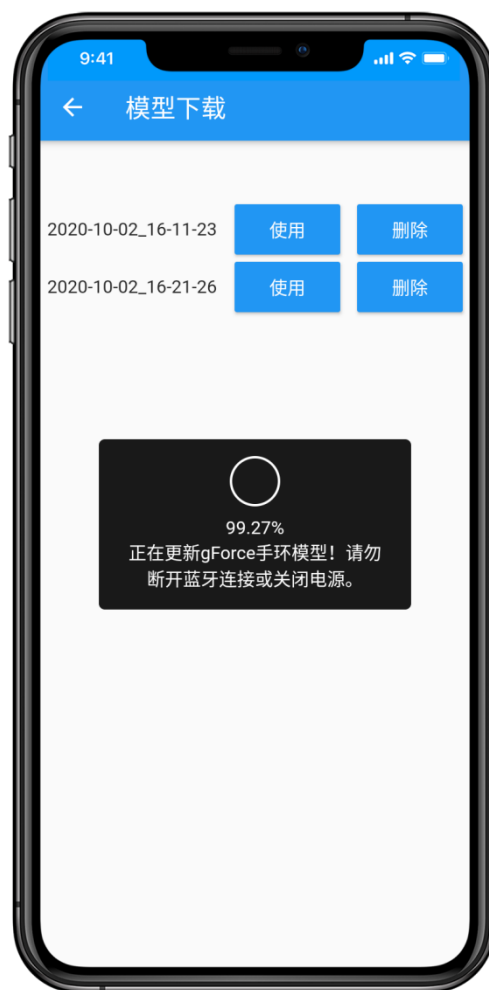 9:41
模型下载
2020-10-02_16-11-23 使用 删除
2020-10-02_16-21-26 使用 删除
99.27%
正在更新gForce手环模型！请勿
断开蓝牙连接或关闭电源。